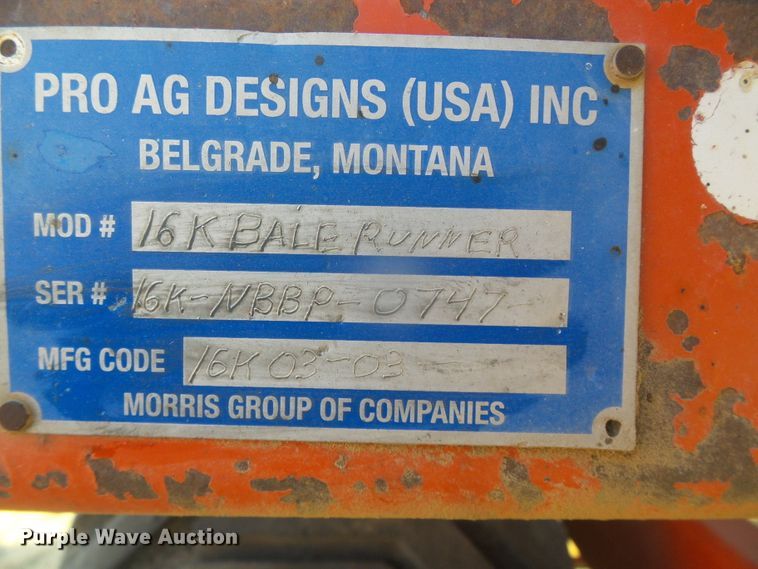 PRO AG DESIGNS (USA) INC
BELGRADE, MONTANA
MOD # 16K BALE RUNNER
SER # 16K-NBBP-0747-
MFG CODE 16K 03-03-
MORRIS GROUP OF COMPANIES
Purple Wave Auction